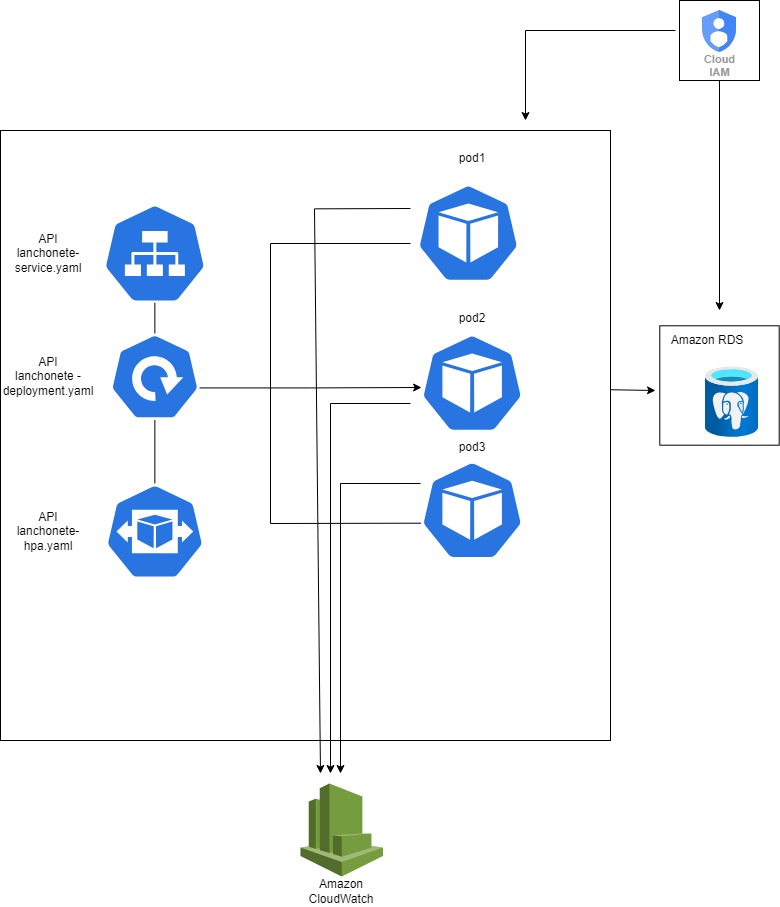 Cloud
IAM
pod1
API
lanchonete-
service.yaml
pod2
API
lanchonete -
deployment.yaml
Amazon RDS
pod3
API
lanchonete-
hpa.yaml
Amazon
CloudWatch